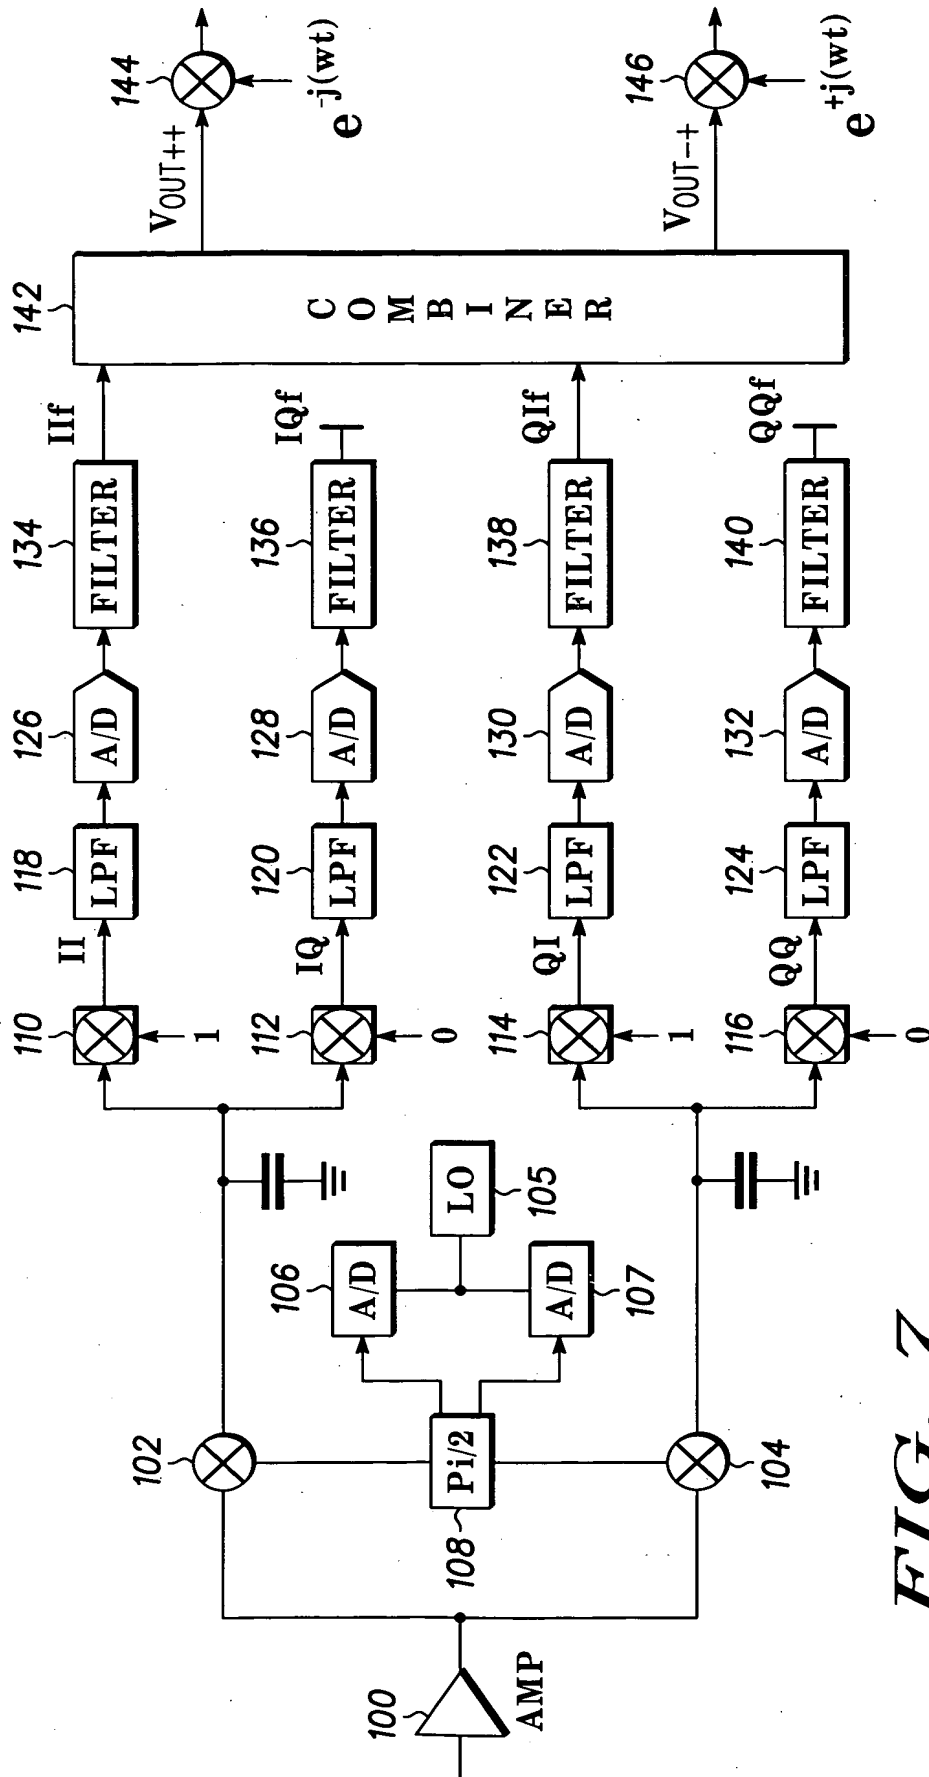 100
AMP
102
104
108
Pi/2
106
A/D
107
A/D
LO
105
110
1
II
118
LPF
126
A/D
134
FILTER
IIf
112
0
IQ
120
LPF
128
A/D
136
FILTER
IQf
114
1
QI
122
LPF
130
A/D
138
FILTER
QIf
116
0
QQ
124
LPF
132
A/D
140
FILTER
QQf
142
COMBINER
VOUT++
144
e-j(wt)
VOUT-+
146
e+j(wt)
FIG. 7